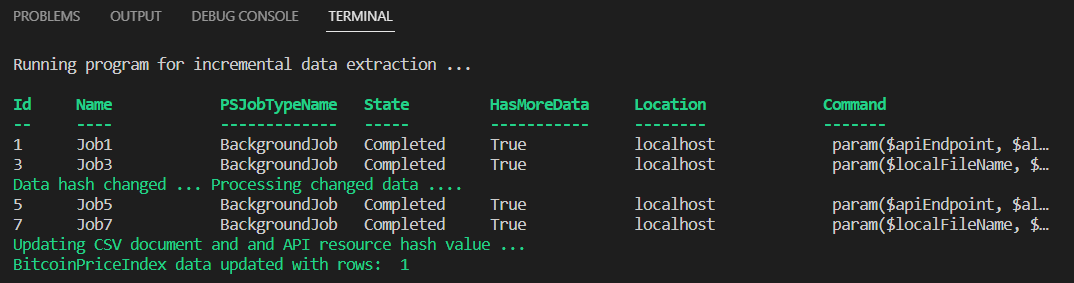 PROBLEMS OUTPUT DEBUG CONSOLE TERMINAL
Running program for incremental data extraction ...
Id Name PSJobTypeName State HasMoreData Location Command
-- ---- ------------- ----- ----------- -------- -------
1 Job1 BackgroundJob Completed True localhost param($apiEndpoint, $al…
3 Job3 BackgroundJob Completed True localhost param($localFileName, $…
Data hash changed ... Processing changed data ....
5 Job5 BackgroundJob Completed True localhost param($apiEndpoint, $al…
7 Job7 BackgroundJob Completed True localhost param($localFileName, $…
Updating CSV document and and API resource hash value ...
BitcoinPriceIndex data updated with rows: 1